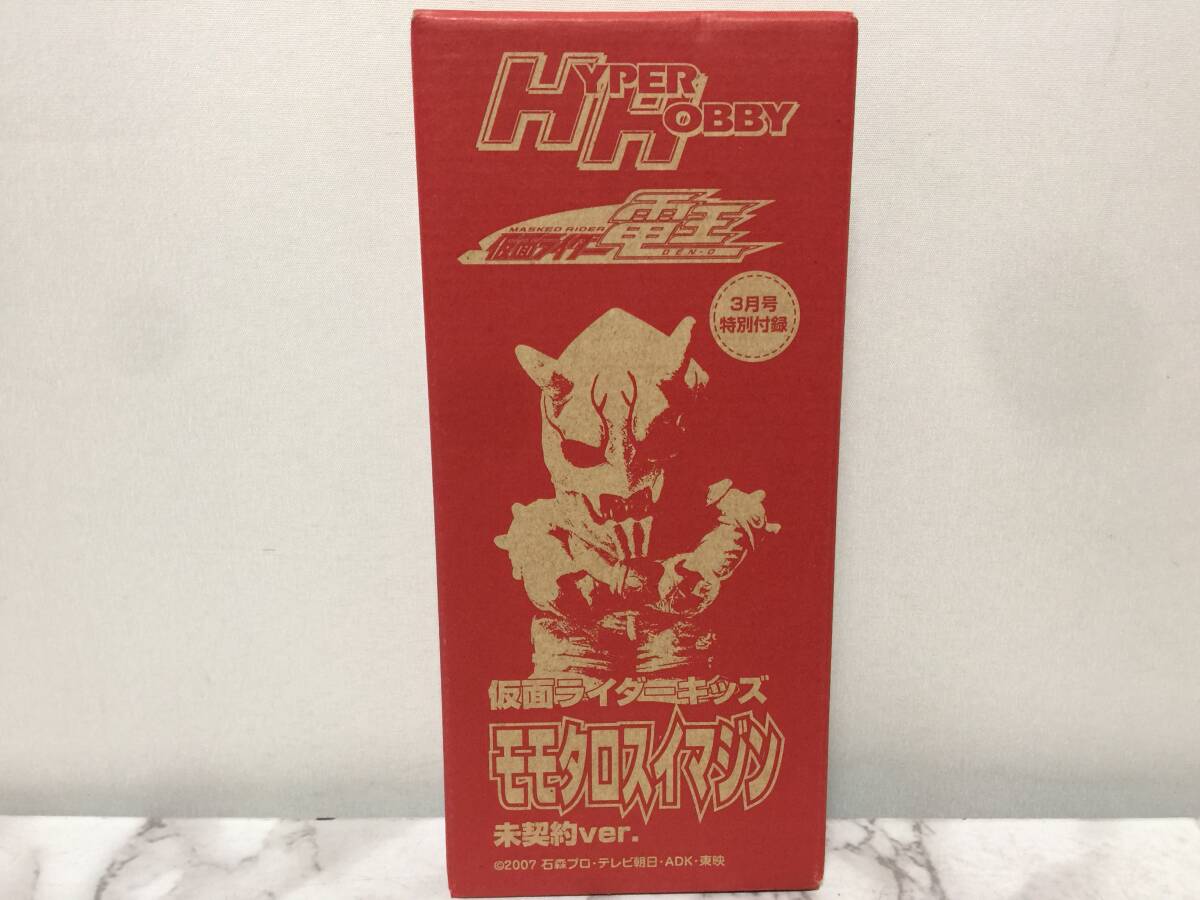 HYPER HOBBY
MASKED RIDER
仮面ライダー電王
DEN-O
3月号
特別付録
仮面ライダーキッズ
モモタロスイマジン
未契約ver.
©2007 石森プロ・テレビ朝日・ADK・東映